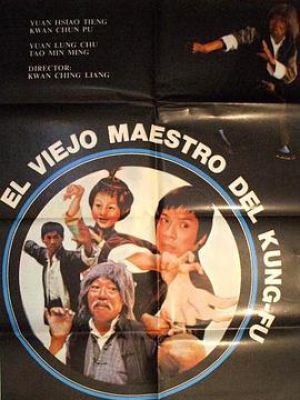 YUAN HSIAO TIENG
KWAN CHUN PU
YUAN LUNG CHU
TAO MIN MING
DIRECTOR:
KWAN CHING LIANG
EL VIEJO MAESTRO DEL KUNG-FU